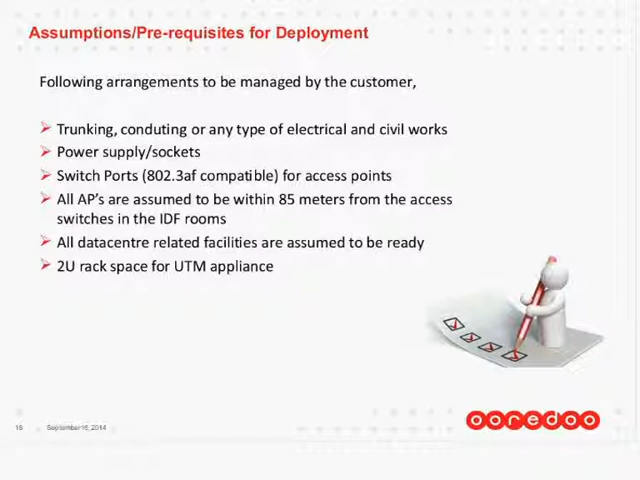 Assumptions/Pre-requisites for Deployment
Following arrangements to be managed by the customer,
Trunking, conduting or any type of electrical and civil works
Power supply/sockets
Switch Ports (802.3af compatible) for access points
All AP's are assumed to be within 85 meters from the access
switches in the IDF rooms
All datacentre related facilities are assumed to be ready
2U rack space for UTM appliance
ooredoo
September 2014